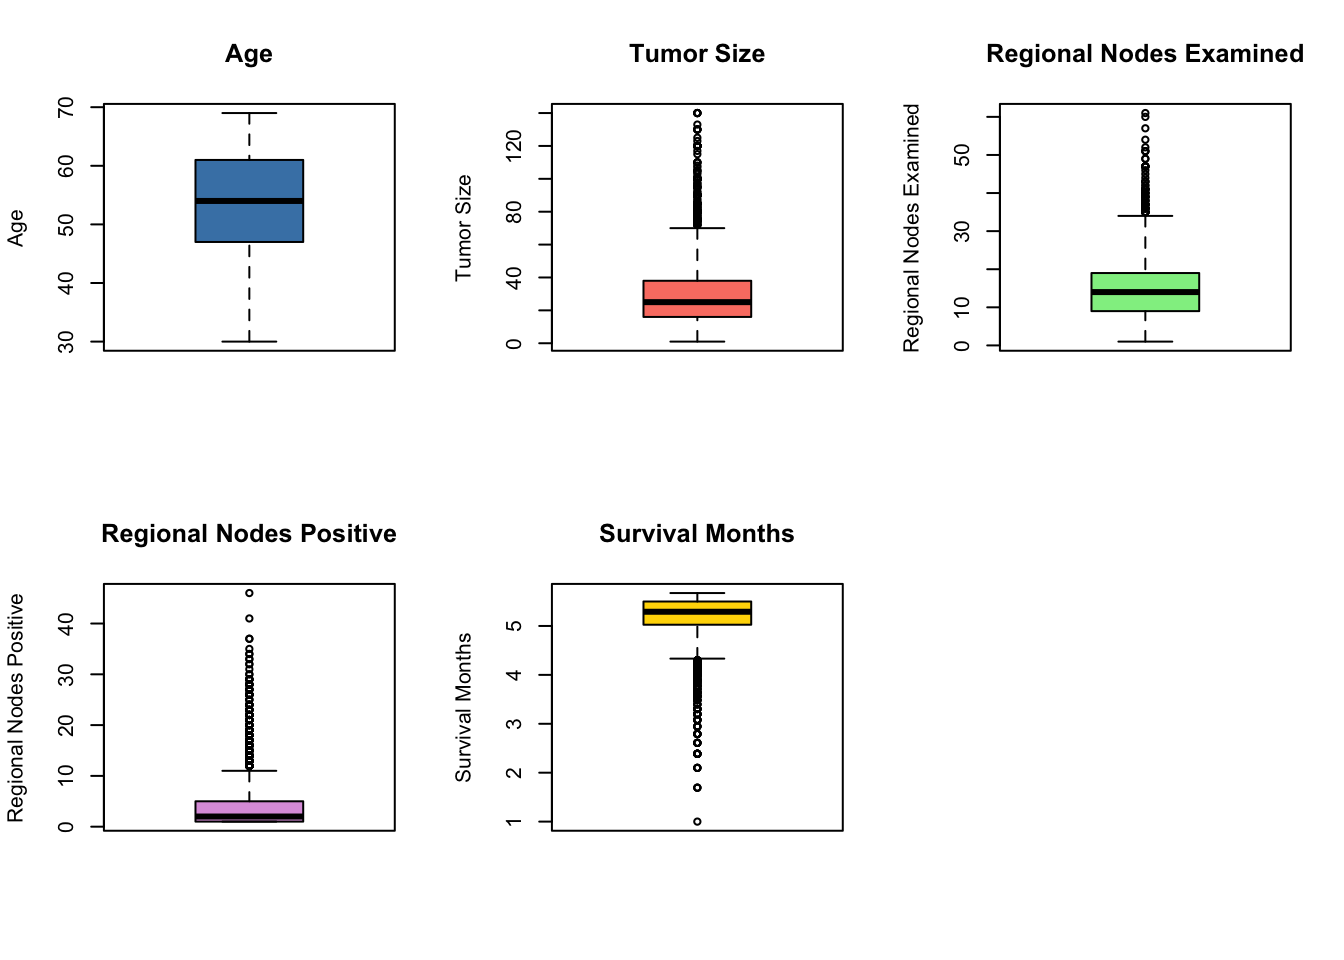 Age
Age
30
40
50
60
70
Tumor Size
Tumor Size
0
40
80
120
Regional Nodes Examined
Regional Nodes Examined
0
10
30
50
Regional Nodes Positive
Regional Nodes Positive
0
10
20
30
40
Survival Months
Survival Months
1
2
3
4
5